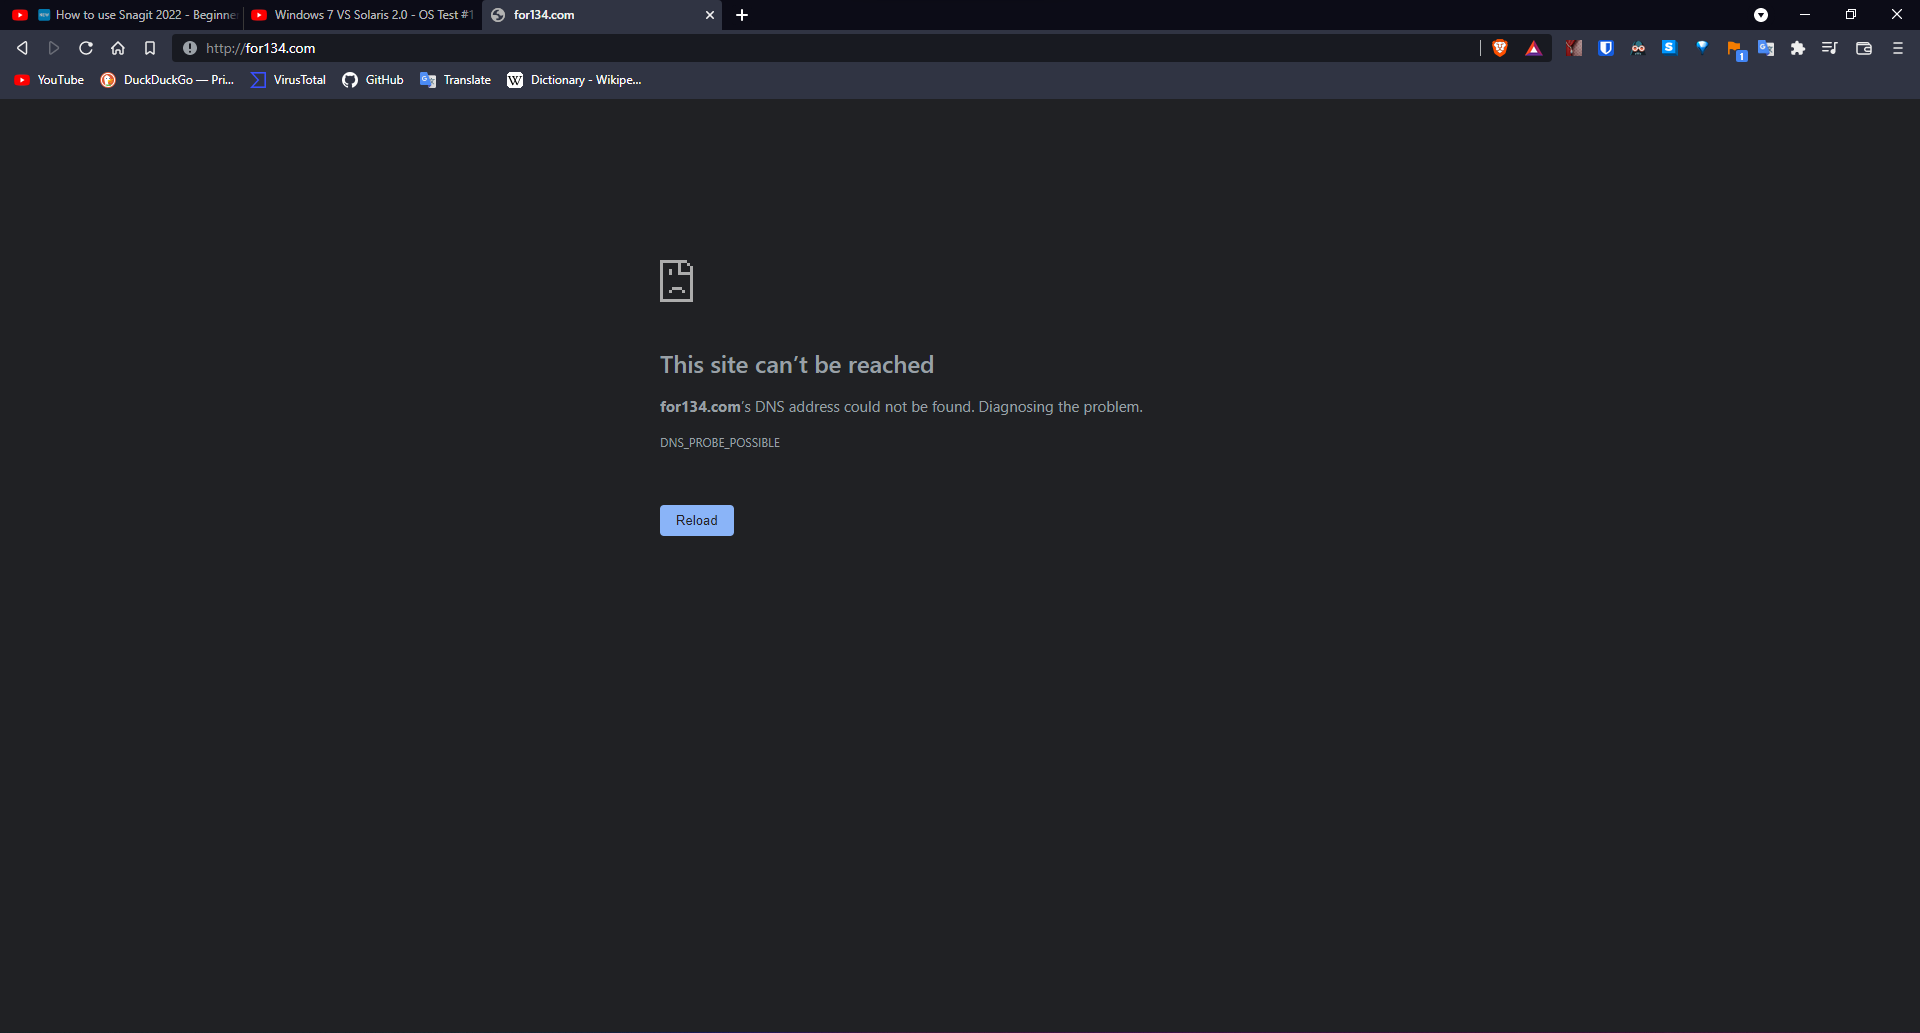 How to use Snagit 2022 - Beginne
Windows 7 VS Solaris 2.0 - OS Test #1
for134.com
http://for134.com
1
YouTube
DuckDuckGo — Pri...
VirusTotal
GitHub
Translate
Dictionary - Wikipe...
This site can’t be reached
for134.com's DNS address could not be found. Diagnosing the problem.
DNS_PROBE_POSSIBLE
Reload